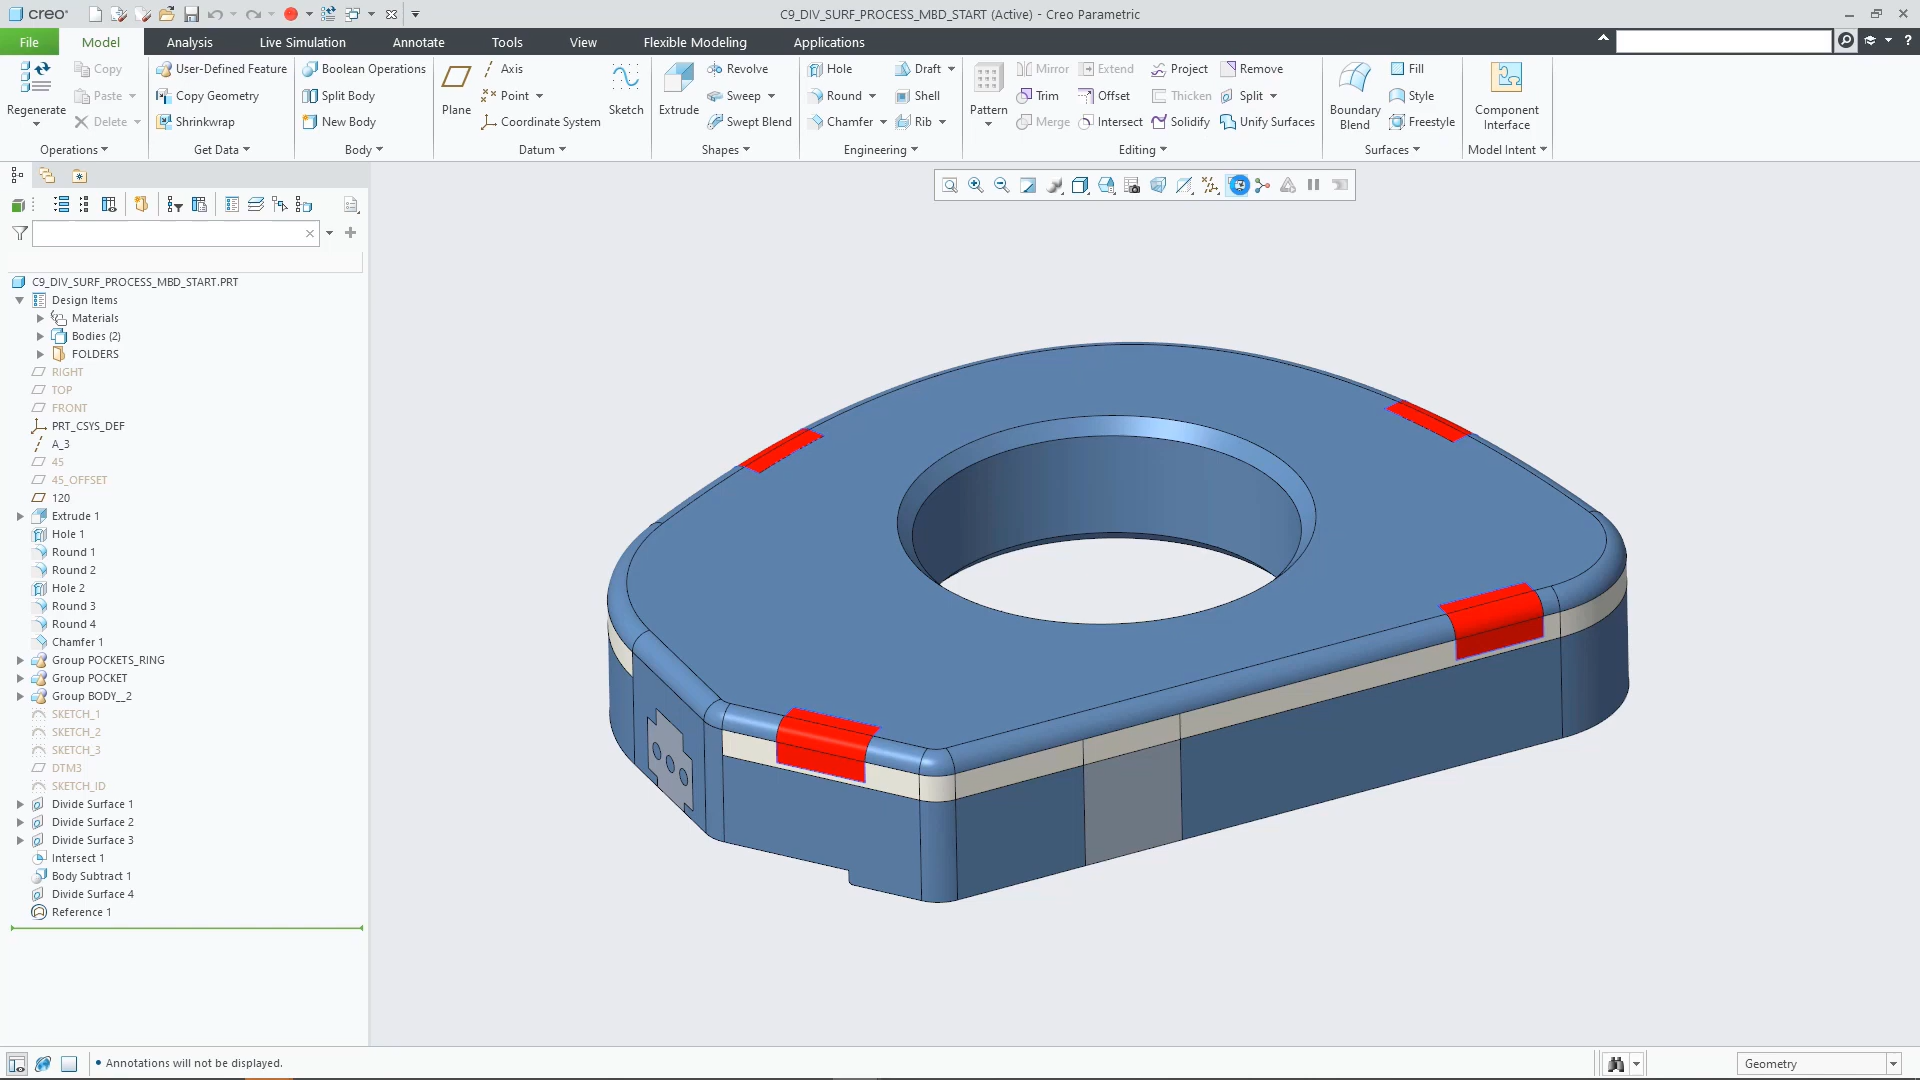 creo
C9_DIV_SURF_PROCESS_MBD_START (Active) - Creo Parametric
File
Model
Analysis
Live Simulation
Annotate
Tools
View
Flexible Modeling
Applications
?
Regenerate
Copy
Paste
Delete
Operations
User-Defined Feature
Copy Geometry
Shrinkwrap
Get Data
Boolean Operations
Split Body
New Body
Body
Plane
Axis
Point
Coordinate System
Sketch
Datum
Extrude
Revolve
Sweep
Swept Blend
Shapes
Hole
Round
Chamfer
Draft
Shell
Rib
Engineering
Pattern
Mirror
Trim
Merge
Extend
Offset
Intersect
Project
Thicken
Solidify
Remove
Split
Unify Surfaces
Editing
Boundary
Blend
Fill
Style
Freestyle
Surfaces
Component
Interface
Model Intent
C9_DIV_SURF_PROCESS_MBD_START.PRT
Design Items
Materials
Bodies (2)
FOLDERS
RIGHT
TOP
FRONT
PRT_CSYS_DEF
A_3
45
45_OFFSET
120
Extrude 1
Hole 1
Round 1
Round 2
Hole 2
Round 3
Round 4
Chamfer 1
Group POCKETS_RING
Group POCKET
Group BODY__2
SKETCH_1
SKETCH_2
SKETCH_3
DTM3
SKETCH_ID
Divide Surface 1
Divide Surface 2
Divide Surface 3
Intersect 1
Body Subtract 1
Divide Surface 4
Reference 1
Annotations will not be displayed.
Geometry